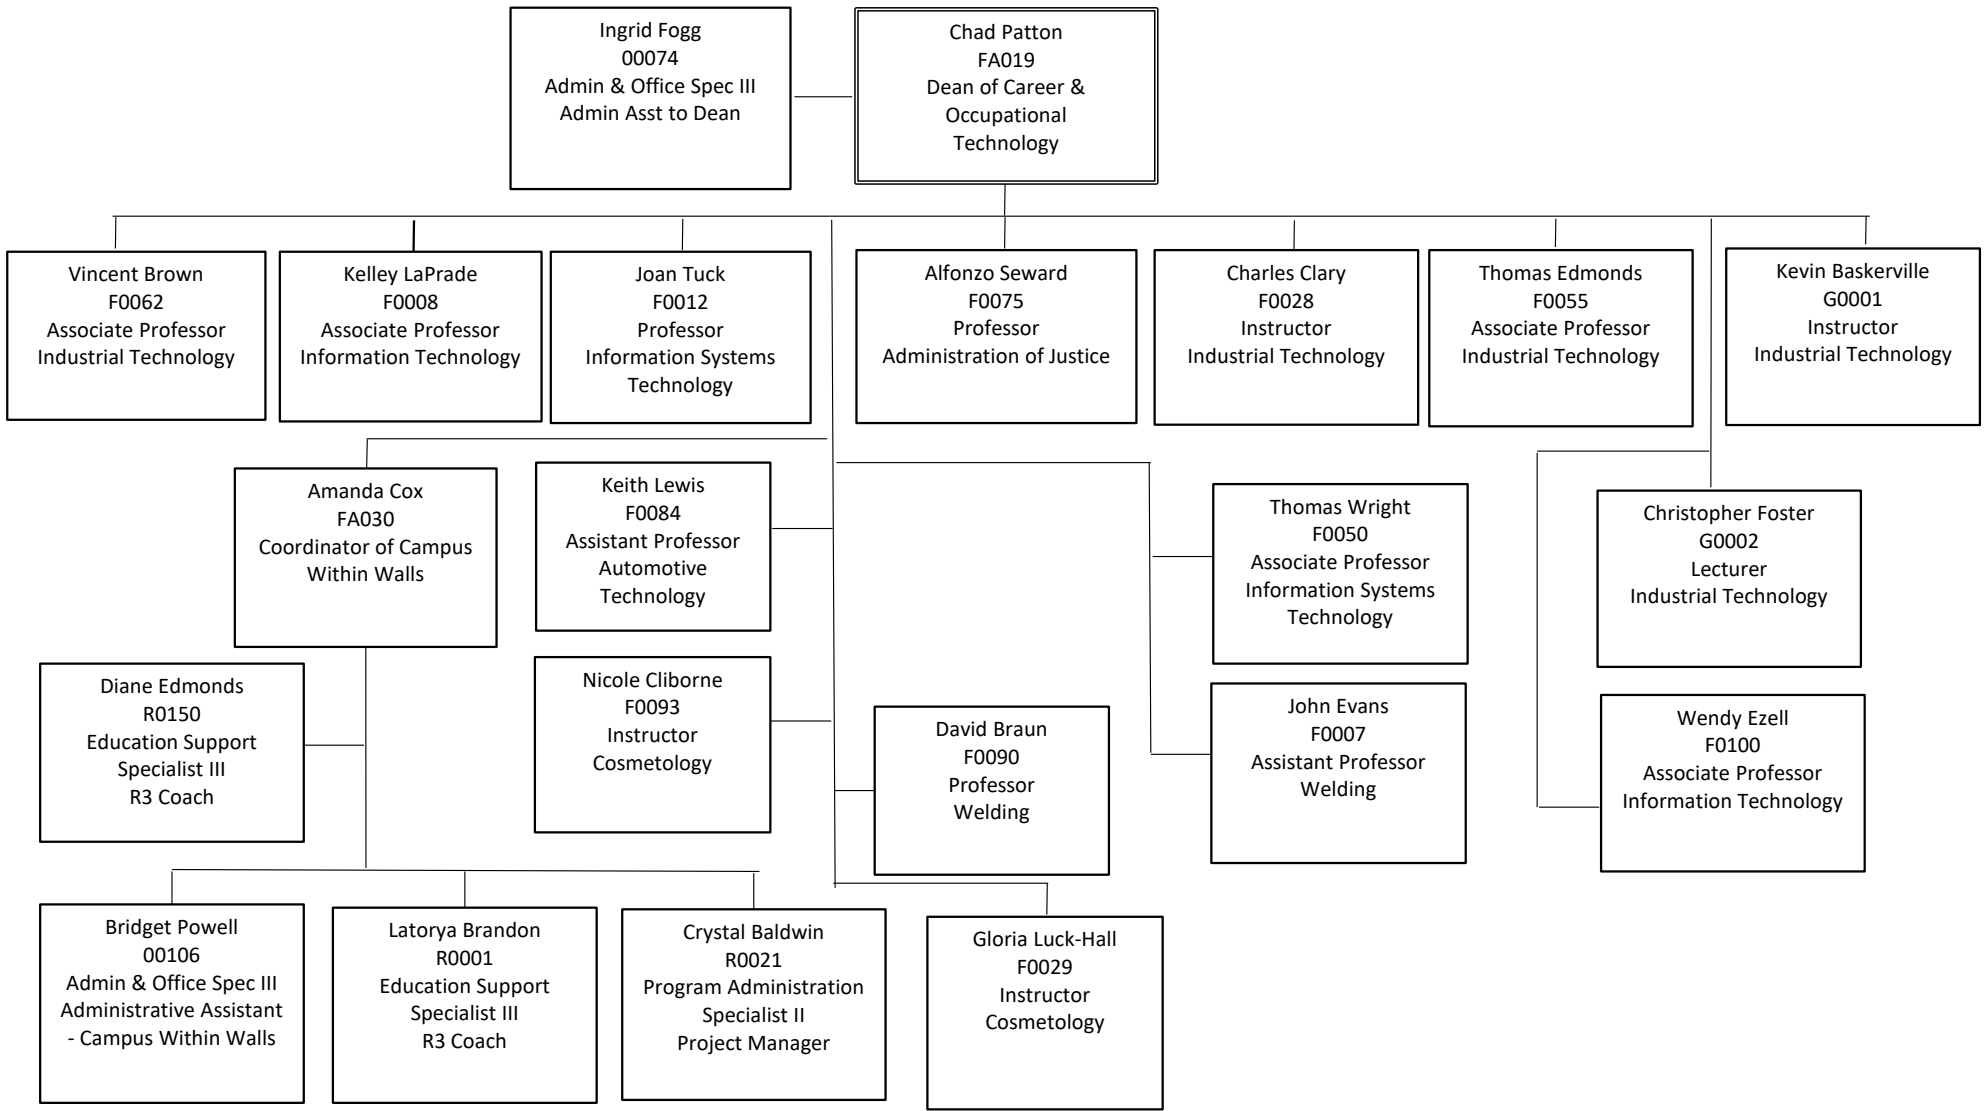 Ingrid Fogg
00074
Admin & Office Spec III
Admin Asst to Dean
Chad Patton
FA019
Dean of Career &
Occupational
Technology
Vincent Brown
F0062
Associate Professor
Industrial Technology
Kelley LaPrade
F0008
Associate Professor
Information Technology
Joan Tuck
F0012
Professor
Information Systems
Technology
Alfonzo Seward
F0075
Professor
Administration of Justice
Charles Clary
F0028
Instructor
Industrial Technology
Thomas Edmonds
F0055
Associate Professor
Industrial Technology
Kevin Baskerville
G0001
Instructor
Industrial Technology
Amanda Cox
FA030
Coordinator of Campus
Within Walls
Keith Lewis
F0084
Assistant Professor
Automotive
Technology
Thomas Wright
F0050
Associate Professor
Information Systems
Technology
Christopher Foster
G0002
Lecturer
Industrial Technology
Diane Edmonds
R0150
Education Support
Specialist III
R3 Coach
Nicole Cliborne
F0093
Instructor
Cosmetology
David Braun
F0090
Professor
Welding
John Evans
F0007
Assistant Professor
Welding
Wendy Ezell
F0100
Associate Professor
Information Technology
Bridget Powell
00106
Admin & Office Spec III
Administrative Assistant
- Campus Within Walls
Latorya Brandon
R0001
Education Support
Specialist III
R3 Coach
Crystal Baldwin
R0021
Program Administration
Specialist II
Project Manager
Gloria Luck-Hall
F0029
Instructor
Cosmetology